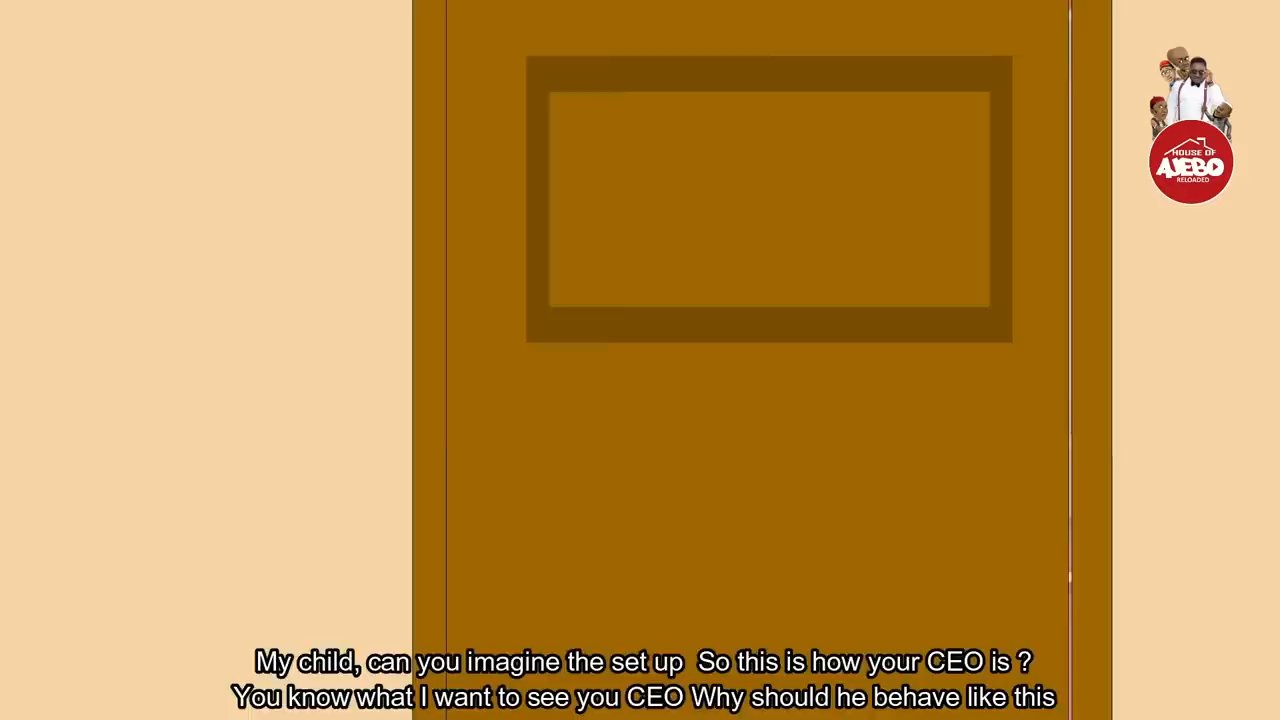 HOUSE OF
AJEBO
RELOADED
My child, can you imagine the set up  So this is how your CEO is ?
You know what I want to see you CEO Why should he behave like this